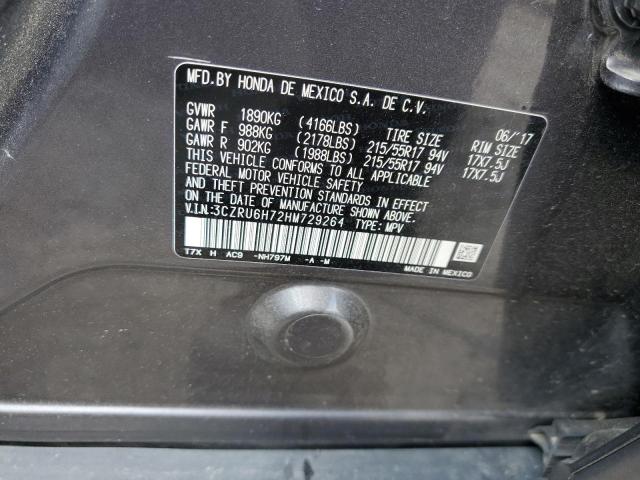 MFD. BY HONDA DE MEXICO S.A. DE C.V.
06/'17
GVWR 1890KG (4166LBS) TIRE SIZE RIM SIZE
GAWR F 988KG (2178LBS) 215/55R17 94V 17X7.5J
GAWR R 902KG (1988LBS) 215/55R17 94V 17X7.5J
THIS VEHICLE CONFORMS TO ALL APPLICABLE
FEDERAL MOTOR VEHICLE SAFETY
AND THEFT PREVENTION STANDARDS IN EFFECT
ON THE DATE OF MANUFACTURE SHOWN ABOVE.
V.I.N.:3CZRU6H72HM729264 TYPE: MPV
T7X H AC9 -NH797M -A -M MADE IN MEXICO